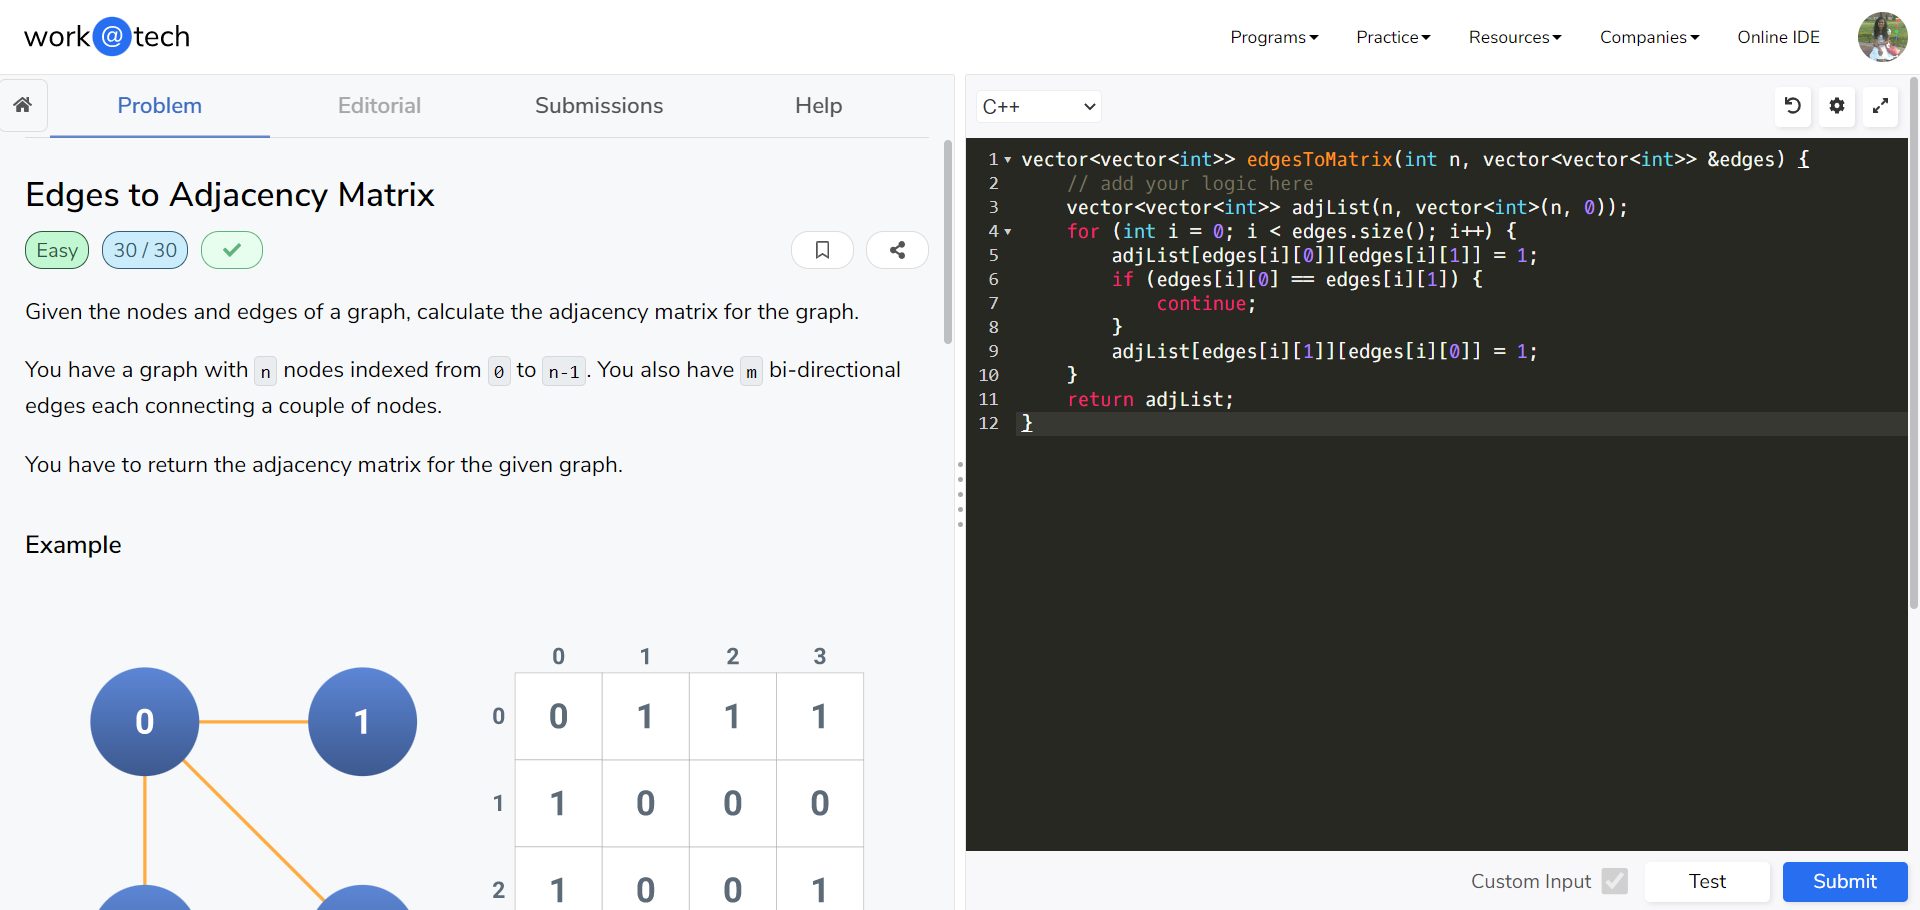 work@tech
Programs Practice Resources Companies Online IDE
Problem Editorial Submissions Help
Edges to Adjacency Matrix
Easy 30 / 30
Given the nodes and edges of a graph, calculate the adjacency matrix for the graph.
You have a graph with n nodes indexed from 0 to n-1. You also have m bi-directional
edges each connecting a couple of nodes.
You have to return the adjacency matrix for the given graph.
Example
0 1
0 1 2 3
0 0 1 1 1
1 1 0 0 0
2 1 0 0 1
C++
1 vector<vector<int>> edgesToMatrix(int n, vector<vector<int>> &edges) {
2 // add your logic here
3 vector<vector<int>> adjList(n, vector<int>(n, 0));
4 for (int i = 0; i < edges.size(); i++) {
5 adjList[edges[i][0]][edges[i][1]] = 1;
6 if (edges[i][0] == edges[i][1]) {
7 continue;
8 }
9 adjList[edges[i][1]][edges[i][0]] = 1;
10 }
11 return adjList;
12 }
Custom Input Test Submit